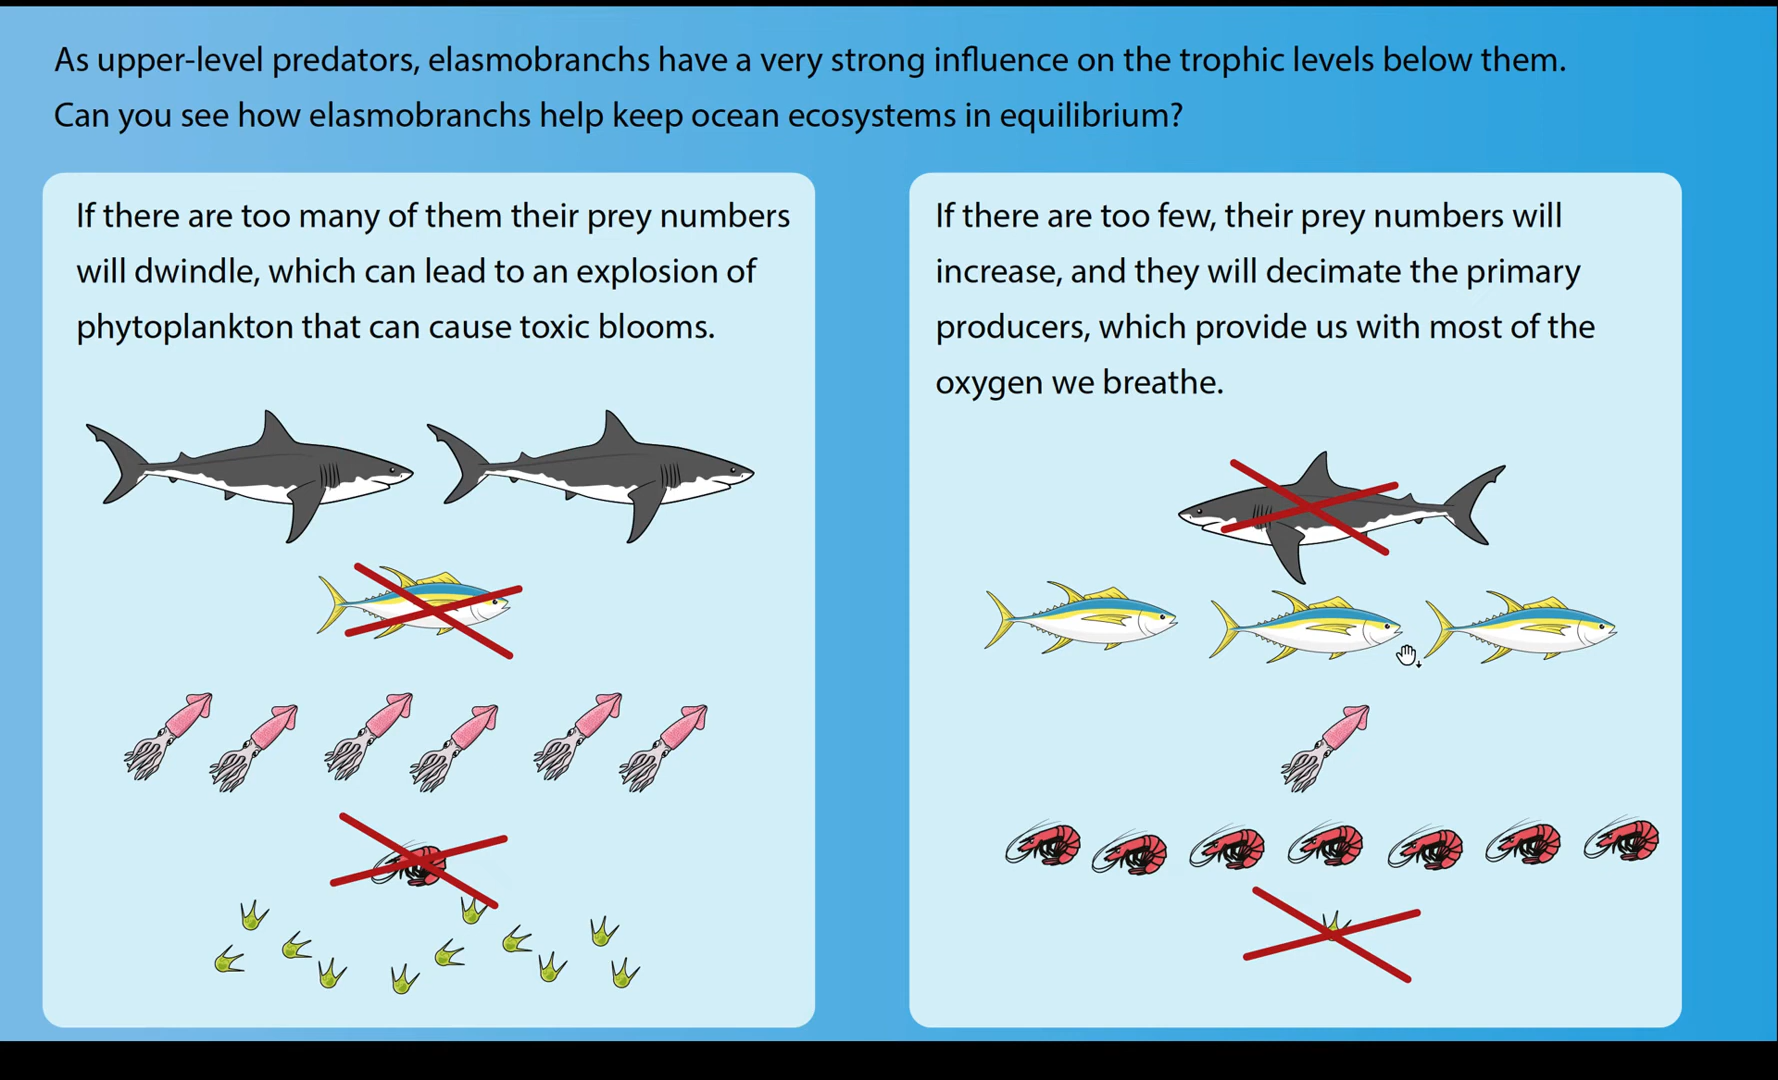 As upper-level predators, elasmobranchs have a very strong influence on the trophic levels below them.
Can you see how elasmobranchs help keep ocean ecosystems in equilibrium?
If there are too many of them their prey numbers
will dwindle, which can lead to an explosion of
phytoplankton that can cause toxic blooms.
If there are too few, their prey numbers will
increase, and they will decimate the primary
producers, which provide us with most of the
oxygen we breathe.